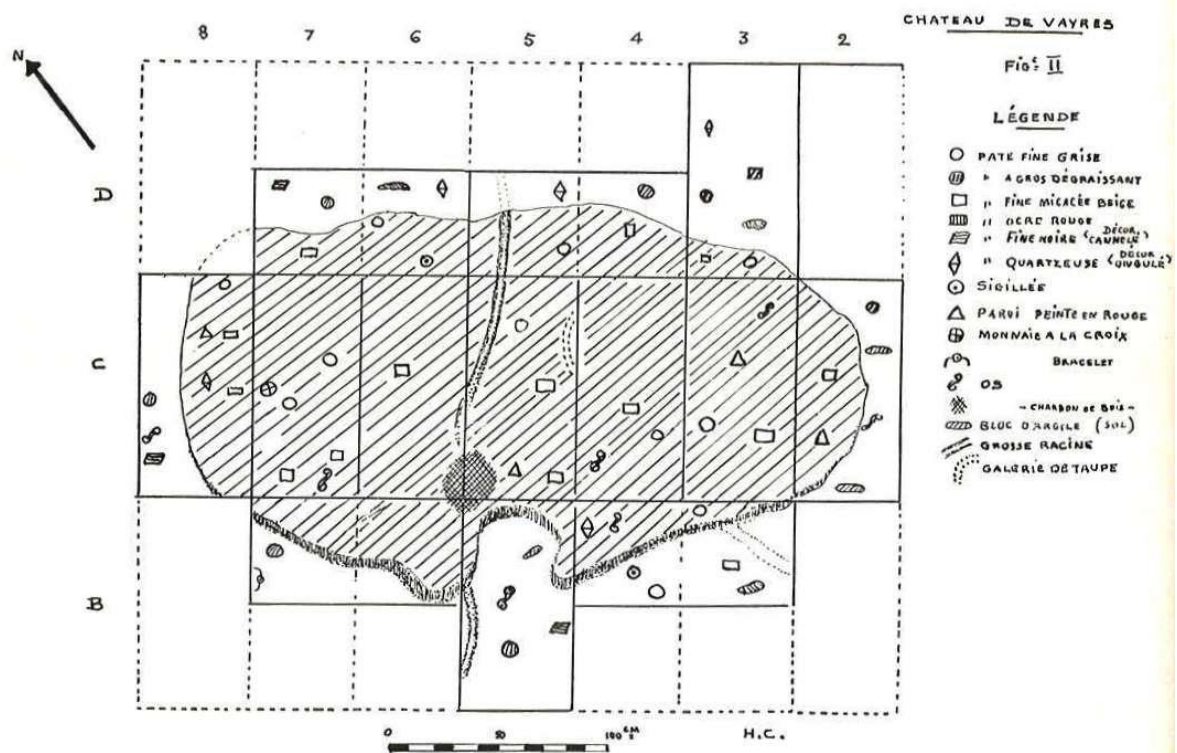 CHATEAU DE VAYRES
FIGᵉ: II
LÉGENDE
PATE FINE GRISE
" A GROS DÉGRAISSANT
" FINE MICACÉE BEIGE
" OCRE ROUGE
" FINE NOIRE (DÉCOR CANNELÉ)
" QUARTZEUSE (DÉCOR ONGULÉ)
SIGILLÉE
PAROI PEINTE EN ROUGE
MONNAIE A LA CROIX
BRACELET
OS
- CHARBON DE BOIS -
BLOC D'ARGILE (SOL)
GROSSE RACINE
GALERIE DE TAUPE
N
8 7 6 5 4 3 2
D
C
B
0 50 100 CM
H.C.